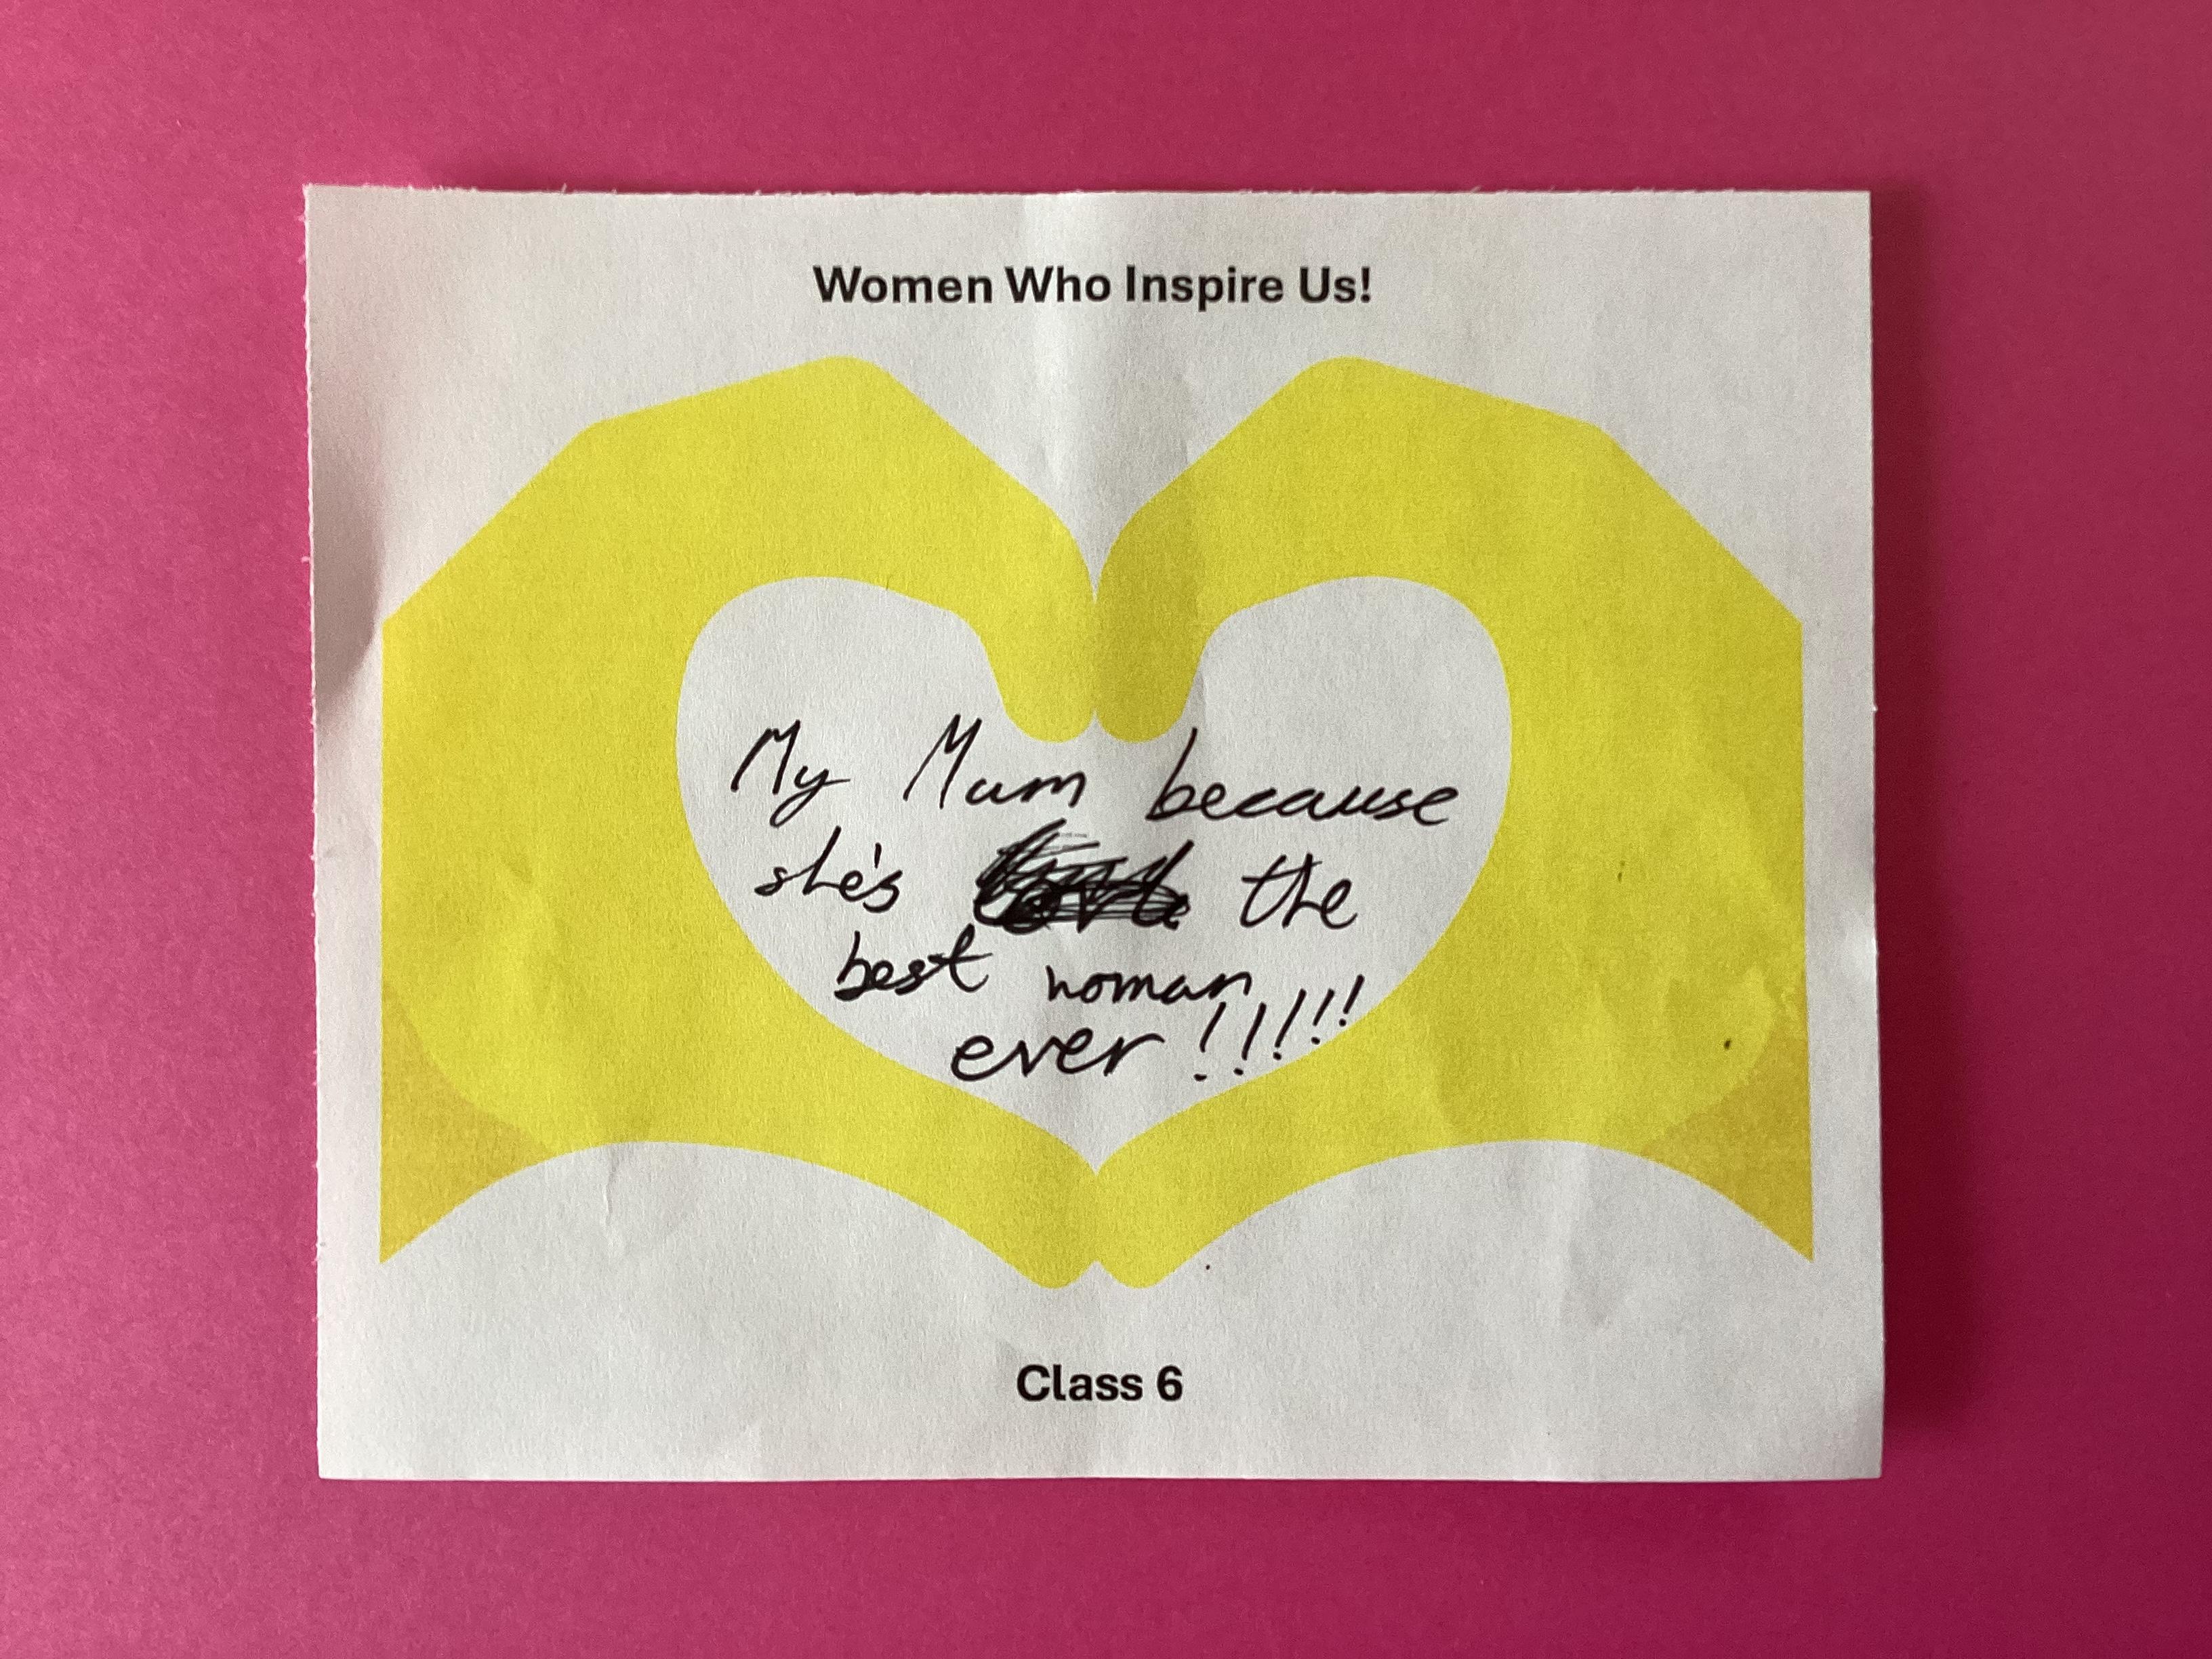 Women Who Inspire Us!
My Mum because
she's the
best woman
ever!!!!!
Class 6